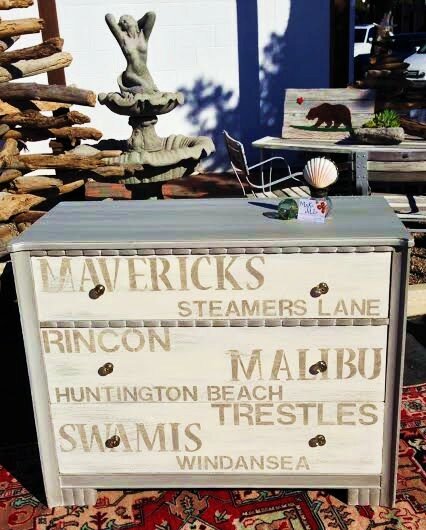 MAVERICKS
STEAMERS LANE
RINCON
MALIBU
HUNTINGTON BEACH
TRESTLES
SWAMIS
WINDANSEA